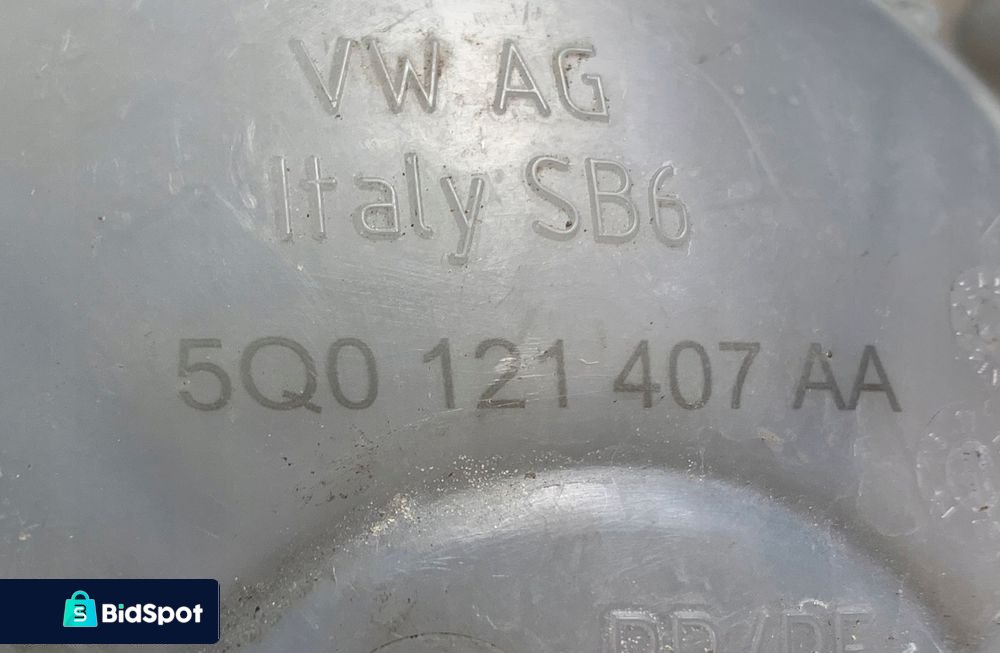 VW AG
Italy SB6
5Q0 121 407 AA
BidSpot